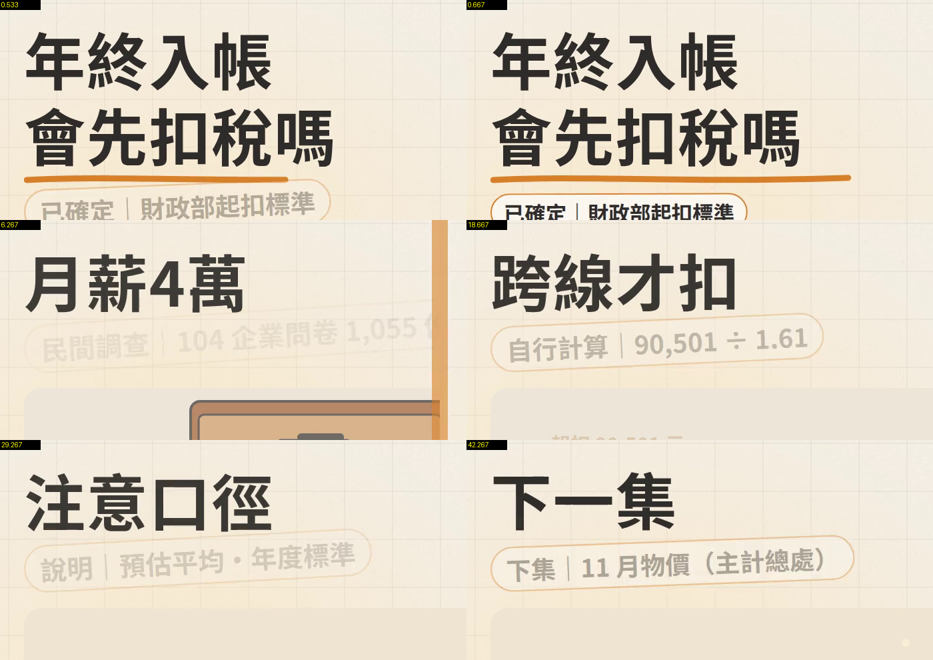 0.533
年終入帳
會先扣稅嗎
已確定｜財政部起扣標準
0.667
年終入帳
會先扣稅嗎
已確定｜財政部起扣標準
6.267
月薪4萬
民間調查｜104 企業問卷 1,055
18.667
跨線才扣
自行計算｜90,501 ÷ 1.61
29.267
注意口徑
說明｜預估平均・年度標準
42.267
下一集
下集｜11 月物價（主計總處）